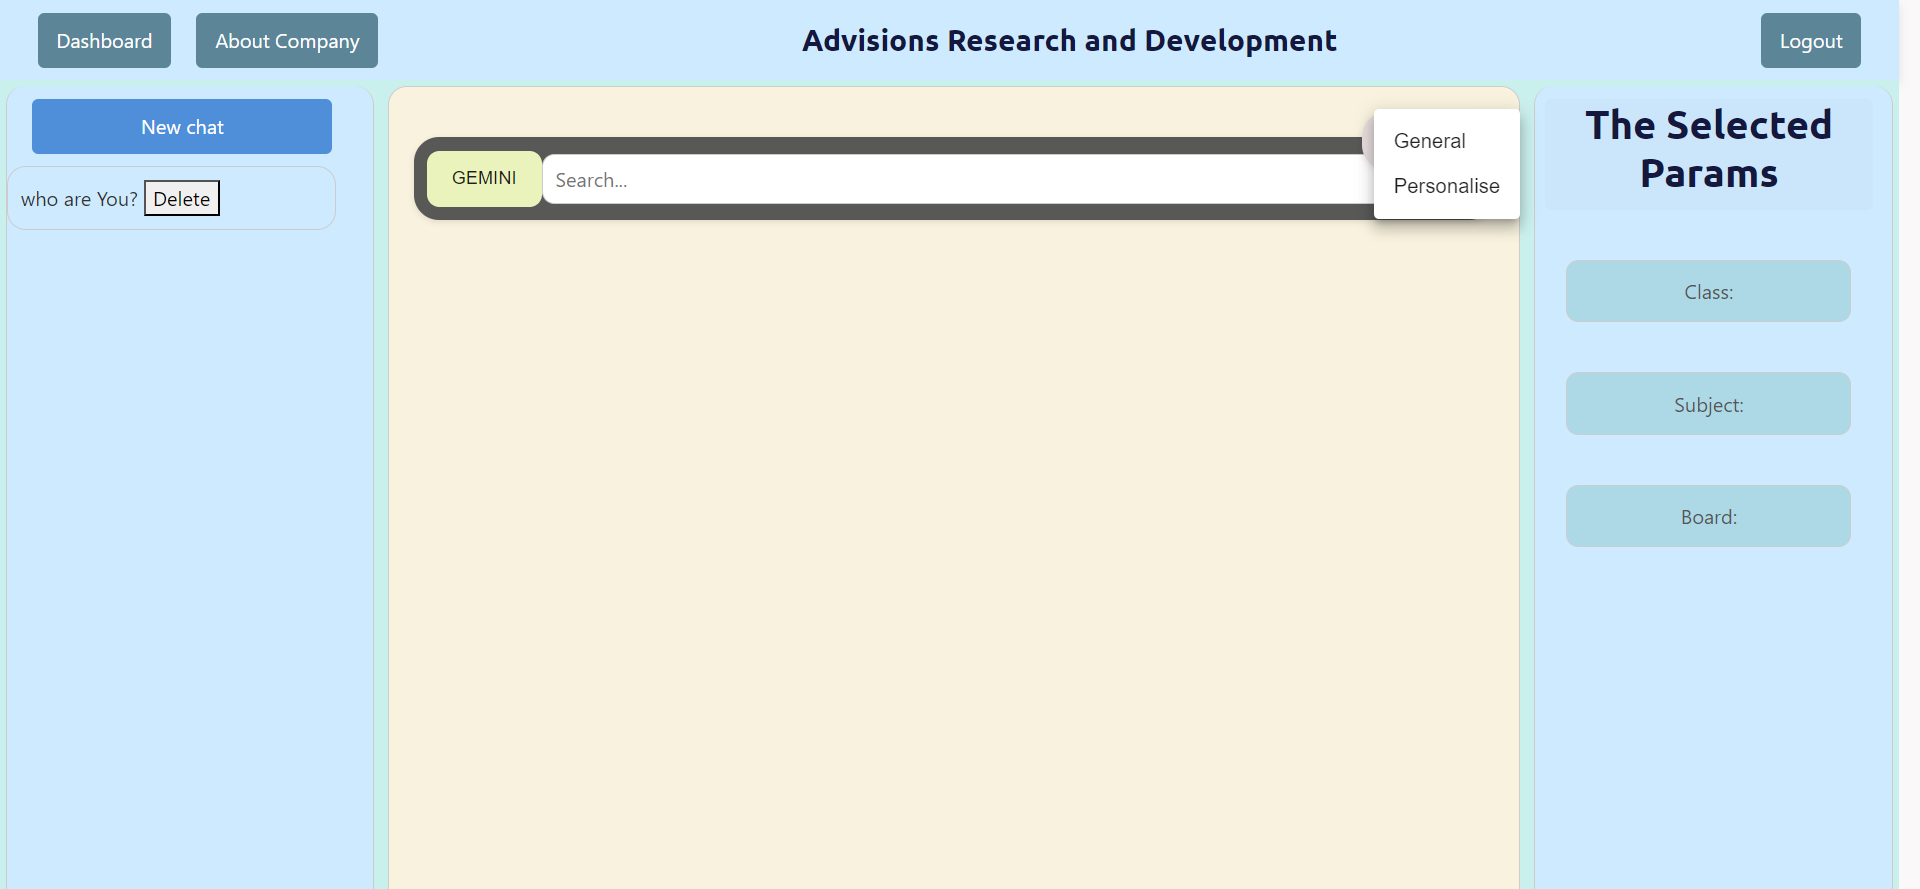 Dashboard
About Company
Advisions Research and Development
Logout
New chat
who are You? Delete
GEMINI
Search...
General
Personalise
The Selected
Params
Class:
Subject:
Board: